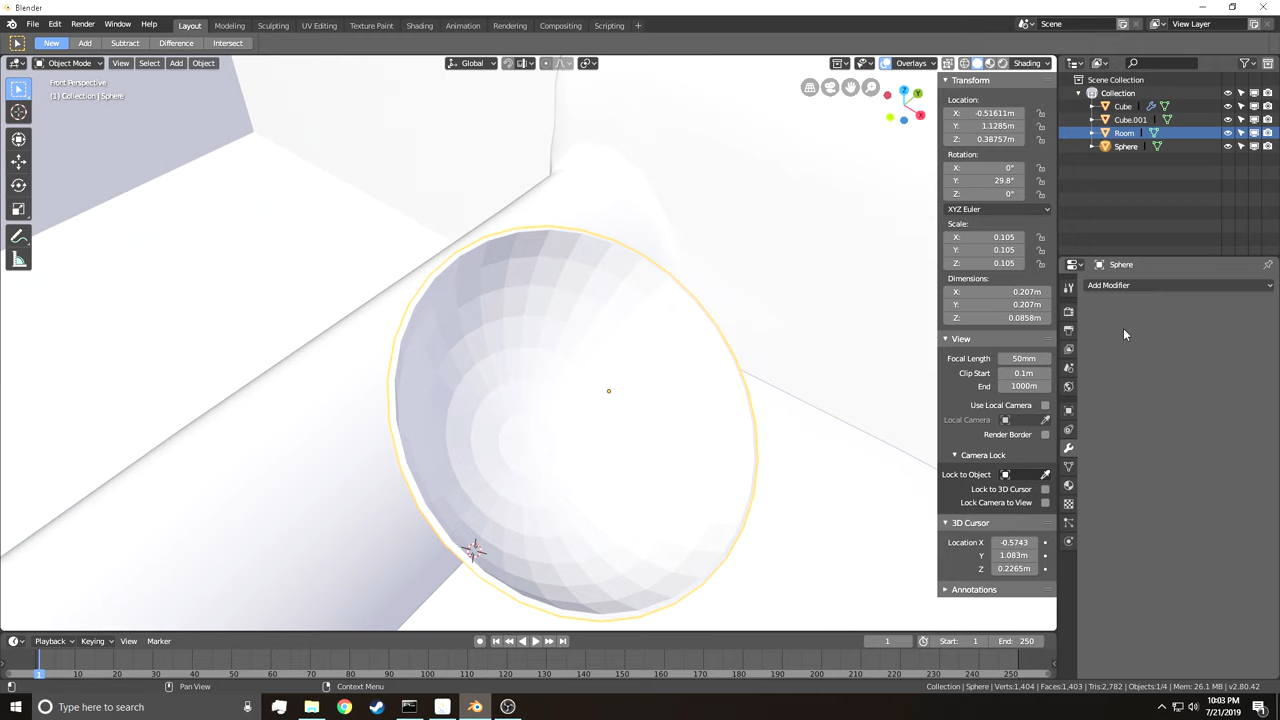 Blender
File Edit Render Window Help Layout Modeling Sculpting UV Editing Texture Paint Shading Animation Rendering Compositing Scripting + Scene View Layer
New Add Subtract Difference Intersect
Object Mode View Select Add Object Global Overlays Shading
Front Perspective
(1) Collection | Sphere
Z
Y
X
Transform
Location:
X: -0.51611m
Y: 1.1285m
Z: 0.38757m
Rotation:
X: 0°
Y: 29.8°
Z: 0°
XYZ Euler
Scale:
X: 0.105
Y: 0.105
Z: 0.105
Dimensions:
X: 0.207m
Y: 0.207m
Z: 0.0858m
View
Focal Length 50mm
Clip Start 0.1m
End 1000m
Use Local Camera
Local Camera
Render Border
Camera Lock
Lock to Object
Lock to 3D Cursor
Lock Camera to View
3D Cursor
Location X -0.5743
Y 1.083m
Z 0.2265m
Annotations
Scene Collection
Collection
Cube
Cube.001
Room
Sphere
Sphere
Add Modifier
Playback Keying View Marker 1 Start: 1 End: 250
1 10 20 30 40 50 60 70 80 90 100 110 120 130 140 150 160 170 180 190 200 210 220 230 240 250
Pan View Context Menu Collection | Sphere | Verts:1,404 | Faces:1,403 | Tris:2,782 | Objects:1/4 | Mem: 26.1 MB | v2.80.42
Type here to search
10:03 PM
7/21/2019